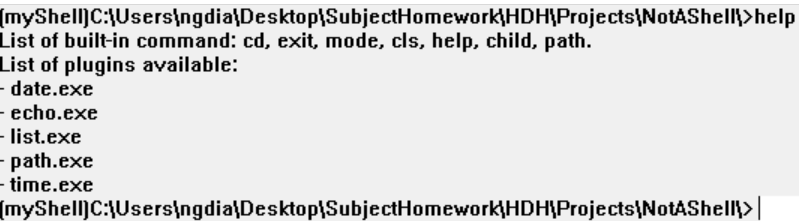 (myShell)C:\Users\ngdia\Desktop\SubjectHomework\HDH\Projects\NotAShell\>help
List of built-in command: cd, exit, mode, cls, help, child, path.
List of plugins available:
- date.exe
- echo.exe
- list.exe
- path.exe
- time.exe
(myShell)C:\Users\ngdia\Desktop\SubjectHomework\HDH\Projects\NotAShell\>